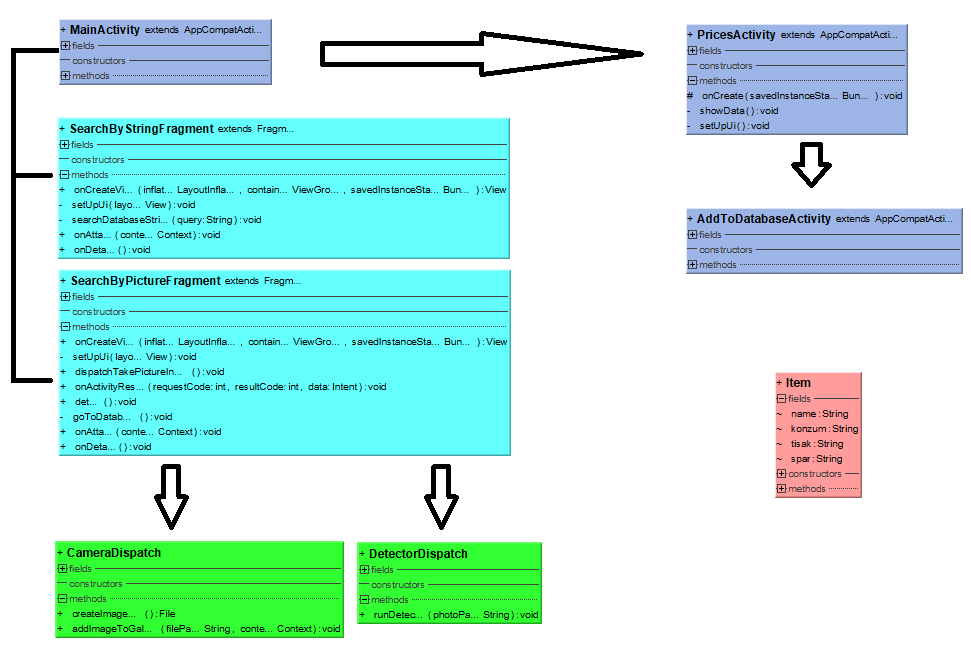 + MainActivity extends AppCompatActi...
fields
constructors
methods
+ PricesActivity extends AppCompatActi...
fields
constructors
methods
# onCreate (savedInstanceSta... Bun... ) : void
- showData () : void
- setUpUi () : void
+ SearchByStringFragment extends Fragm...
fields
constructors
methods
+ onCreateVi... (inflat... LayoutInfla... , contain... ViewGro... , savedInstanceSta... Bun... ) : View
- setUpUi (layo... View) : void
- searchDatabaseStri... (query: String) : void
+ onAtta... (conte... Context) : void
+ onDeta... () : void
+ AddToDatabaseActivity extends AppCompatActi...
fields
constructors
methods
+ SearchByPictureFragment extends Fragm...
fields
constructors
methods
+ onCreateVi... (inflat... LayoutInfla... , contain... ViewGro... , savedInstanceSta... Bun... ) : View
- setUpUi (layo... View) : void
+ dispatchTakePictureIn... () : void
+ onActivityRes... (requestCode: int, resultCode: int, data: Intent) : void
+ det... () : void
- goToDatab... () : void
+ onAtta... (conte... Context) : void
+ onDeta... () : void
+ Item
fields
~ name : String
~ konzum : String
~ tisak : String
~ spar : String
constructors
methods
+ CameraDispatch
fields
constructors
methods
+ createImage... () : File
+ addImageToGal... (filePa... String, conte... Context) : void
+ DetectorDispatch
fields
constructors
methods
+ runDetec... (photoPa... String) : void